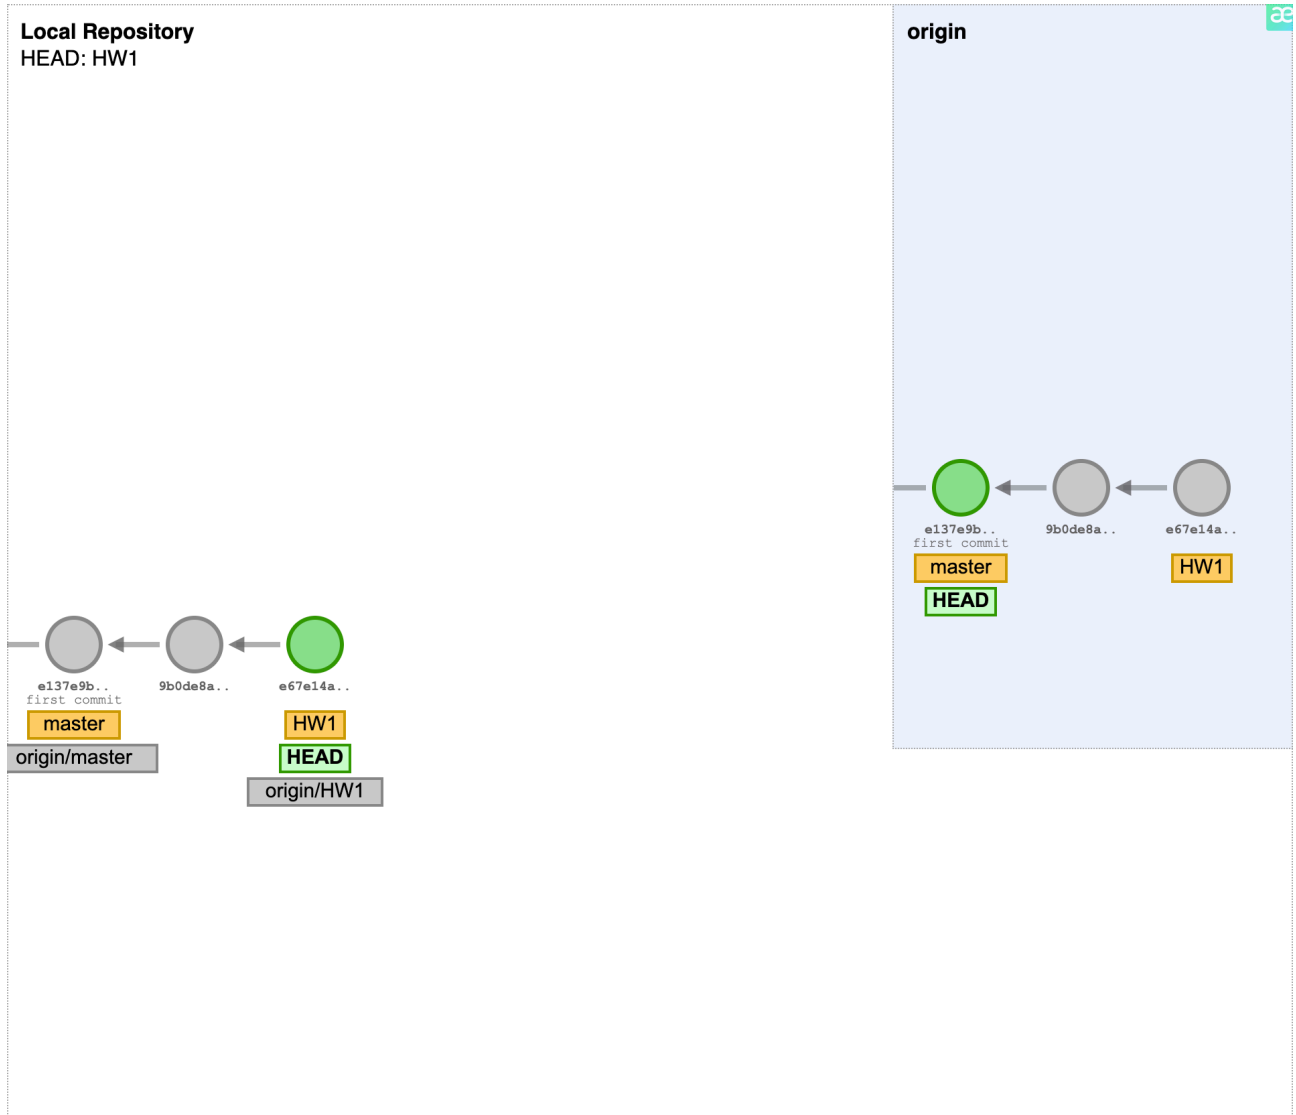 Local Repository
HEAD: HW1
e137e9b..
first commit
master
origin/master
9b0de8a..
e67e14a..
HW1
HEAD
origin/HW1
origin
æ
e137e9b..
first commit
master
HEAD
9b0de8a..
e67e14a..
HW1